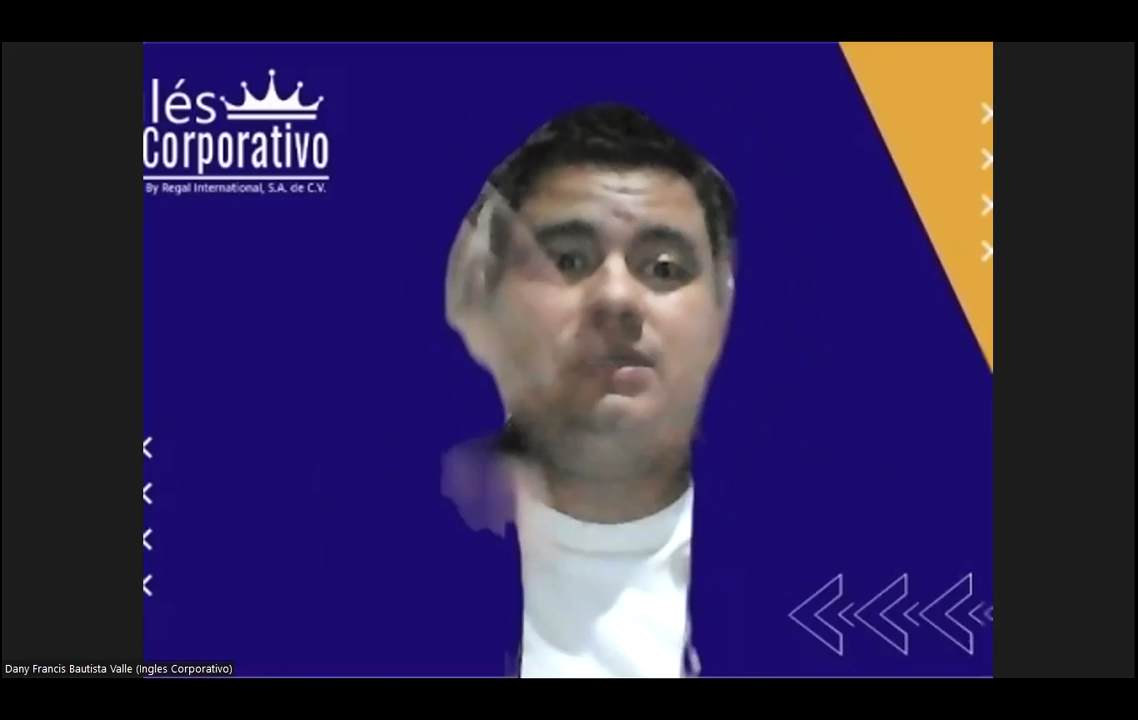 lés
Corporativo
By Regal International, S.A. de C.V.
Dany Francis Bautista Valle (Ingles Corporativo)